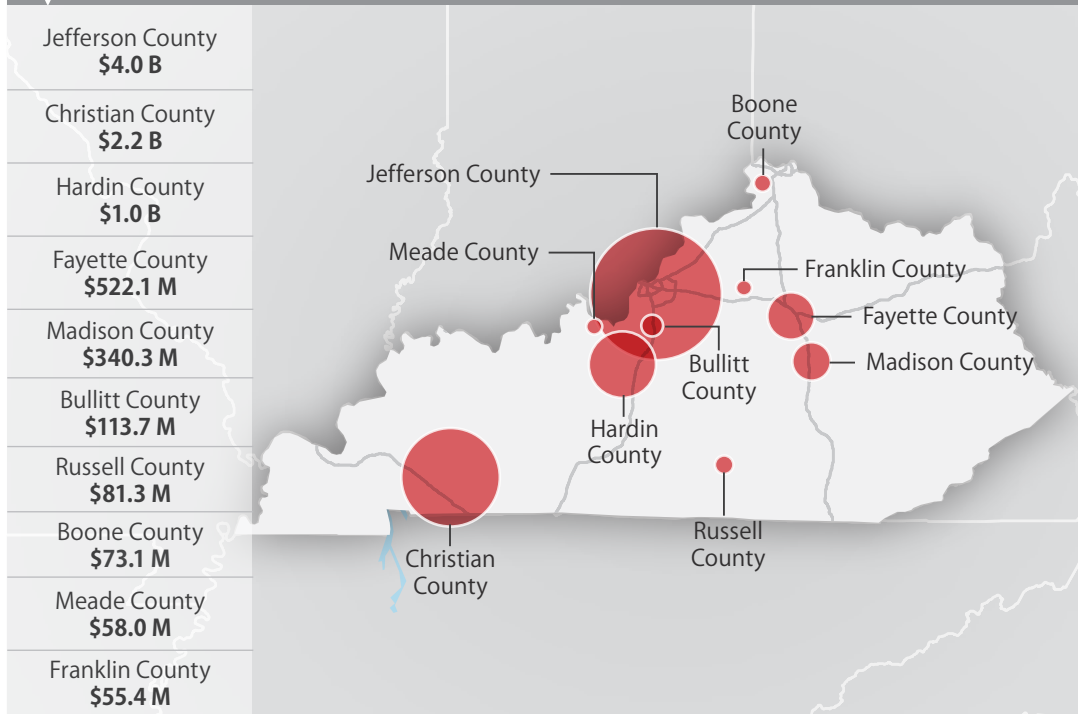 Jefferson County
$4.0 B
Christian County
$2.2 B
Hardin County
$1.0 B
Fayette County
$522.1 M
Madison County
$340.3 M
Bullitt County
$113.7 M
Russell County
$81.3 M
Boone County
$73.1 M
Meade County
$58.0 M
Franklin County
$55.4 M
Boone
County
Jefferson County
Meade County
Franklin County
Fayette County
Madison County
Bullitt
County
Hardin
County
Russell
County
Christian
County